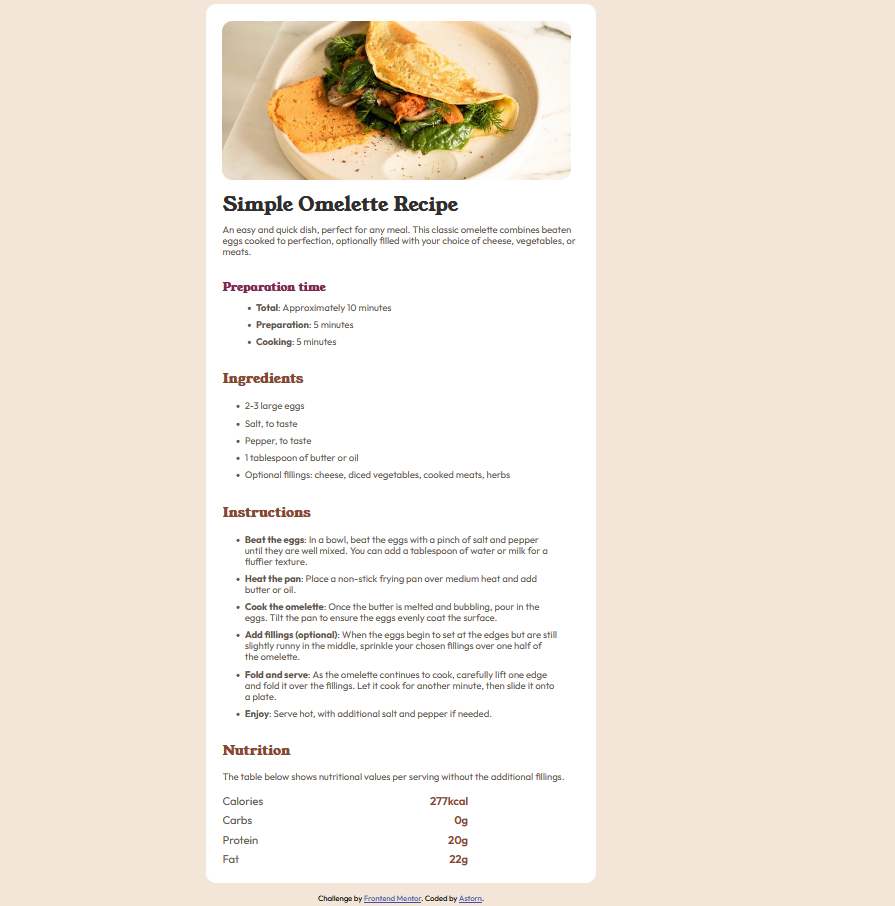 Simple Omelette Recipe
An easy and quick dish, perfect for any meal. This classic omelette combines beaten
eggs cooked to perfection, optionally filled with your choice of cheese, vegetables, or
meats.
Preparation time
• Total: Approximately 10 minutes
• Preparation: 5 minutes
• Cooking: 5 minutes
Ingredients
• 2-3 large eggs
• Salt, to taste
• Pepper, to taste
• 1 tablespoon of butter or oil
• Optional fillings: cheese, diced vegetables, cooked meats, herbs
Instructions
• Beat the eggs: In a bowl, beat the eggs with a pinch of salt and pepper
until they are well mixed. You can add a tablespoon of water or milk for a
fluffier texture.
• Heat the pan: Place a non-stick frying pan over medium heat and add
butter or oil.
• Cook the omelette: Once the butter is melted and bubbling, pour in the
eggs. Tilt the pan to ensure the eggs evenly coat the surface.
• Add fillings (optional): When the eggs begin to set at the edges but are still
slightly runny in the middle, sprinkle your chosen fillings over one half of
the omelette.
• Fold and serve: As the omelette continues to cook, carefully lift one edge
and fold it over the fillings. Let it cook for another minute, then slide it onto
a plate.
• Enjoy: Serve hot, with additional salt and pepper if needed.
Nutrition
The table below shows nutritional values per serving without the additional fillings.
Calories 277kcal
Carbs 0g
Protein 20g
Fat 22g
Challenge by Frontend Mentor. Coded by Astorn.